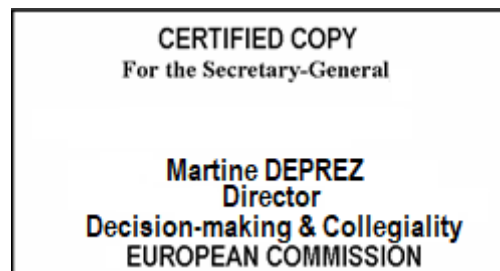 CERTIFIED COPY
For the Secretary-General
Martine DEPREZ
Director
Decision-making & Collegiality
EUROPEAN COMMISSION